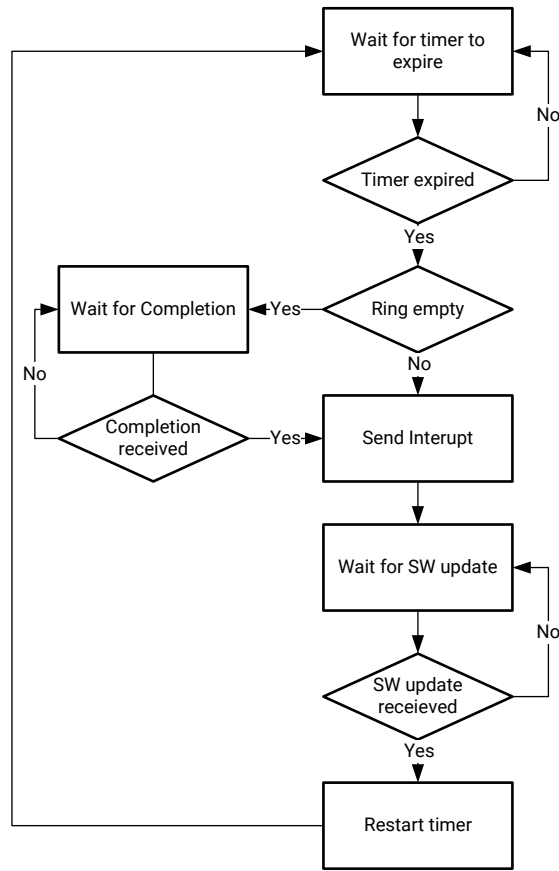 Wait for timer to
expire
No
Timer expired
Yes
Wait for Completion
Yes
Ring empty
No
No
Completion
received
Yes
Send Interupt
Wait for SW update
No
SW update
receieved
Yes
Restart timer